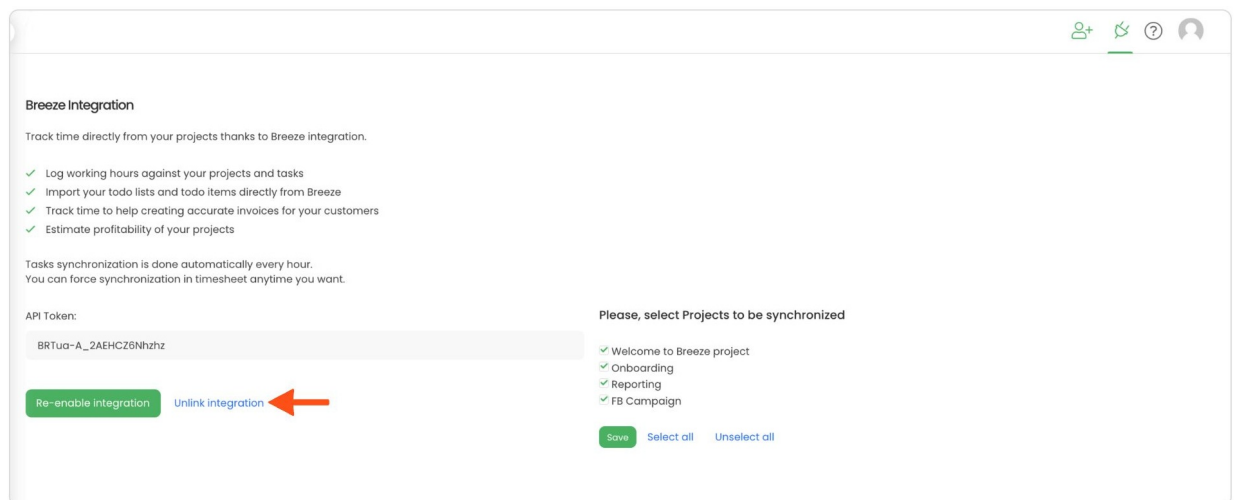 Breeze Integration
Track time directly from your projects thanks to Breeze integration.
Log working hours against your projects and tasks
Import your todo lists and todo items directly from Breeze
Track time to help creating accurate invoices for your customers
Estimate profitability of your projects
Tasks synchronization is done automatically every hour.
You can force synchronization in timesheet anytime you want.
API Token:
BRTua-A_2AEHCZ6Nhzhz
Re-enable integration Unlink integration
Please, select Projects to be synchronized
Welcome to Breeze project
Onboarding
Reporting
FB Campaign
Save Select all Unselect all